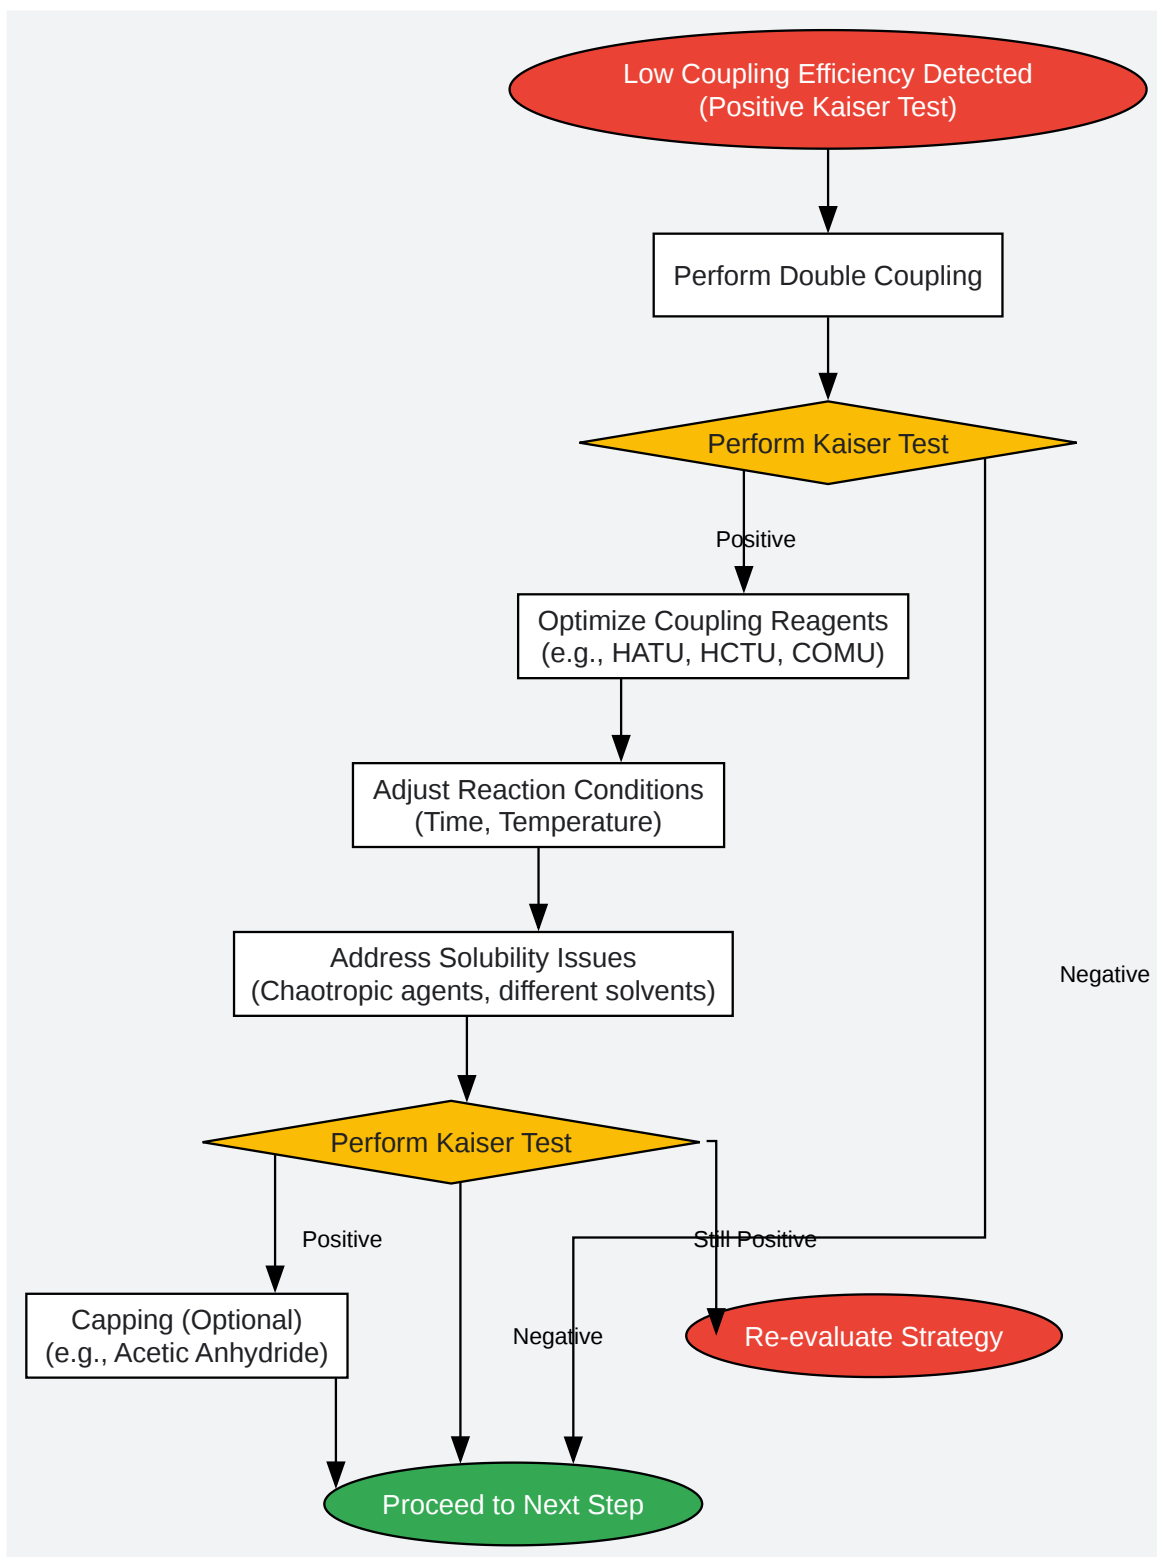 Low Coupling Efficiency Detected
(Positive Kaiser Test)
Perform Double Coupling
Perform Kaiser Test
Positive
Optimize Coupling Reagents
(e.g., HATU, HCTU, COMU)
Adjust Reaction Conditions
(Time, Temperature)
Address Solubility Issues
(Chaotropic agents, different solvents)
Negative
Perform Kaiser Test
Positive
Still Positive
Capping (Optional)
(e.g., Acetic Anhydride)
Negative
Re-evaluate Strategy
Proceed to Next Step